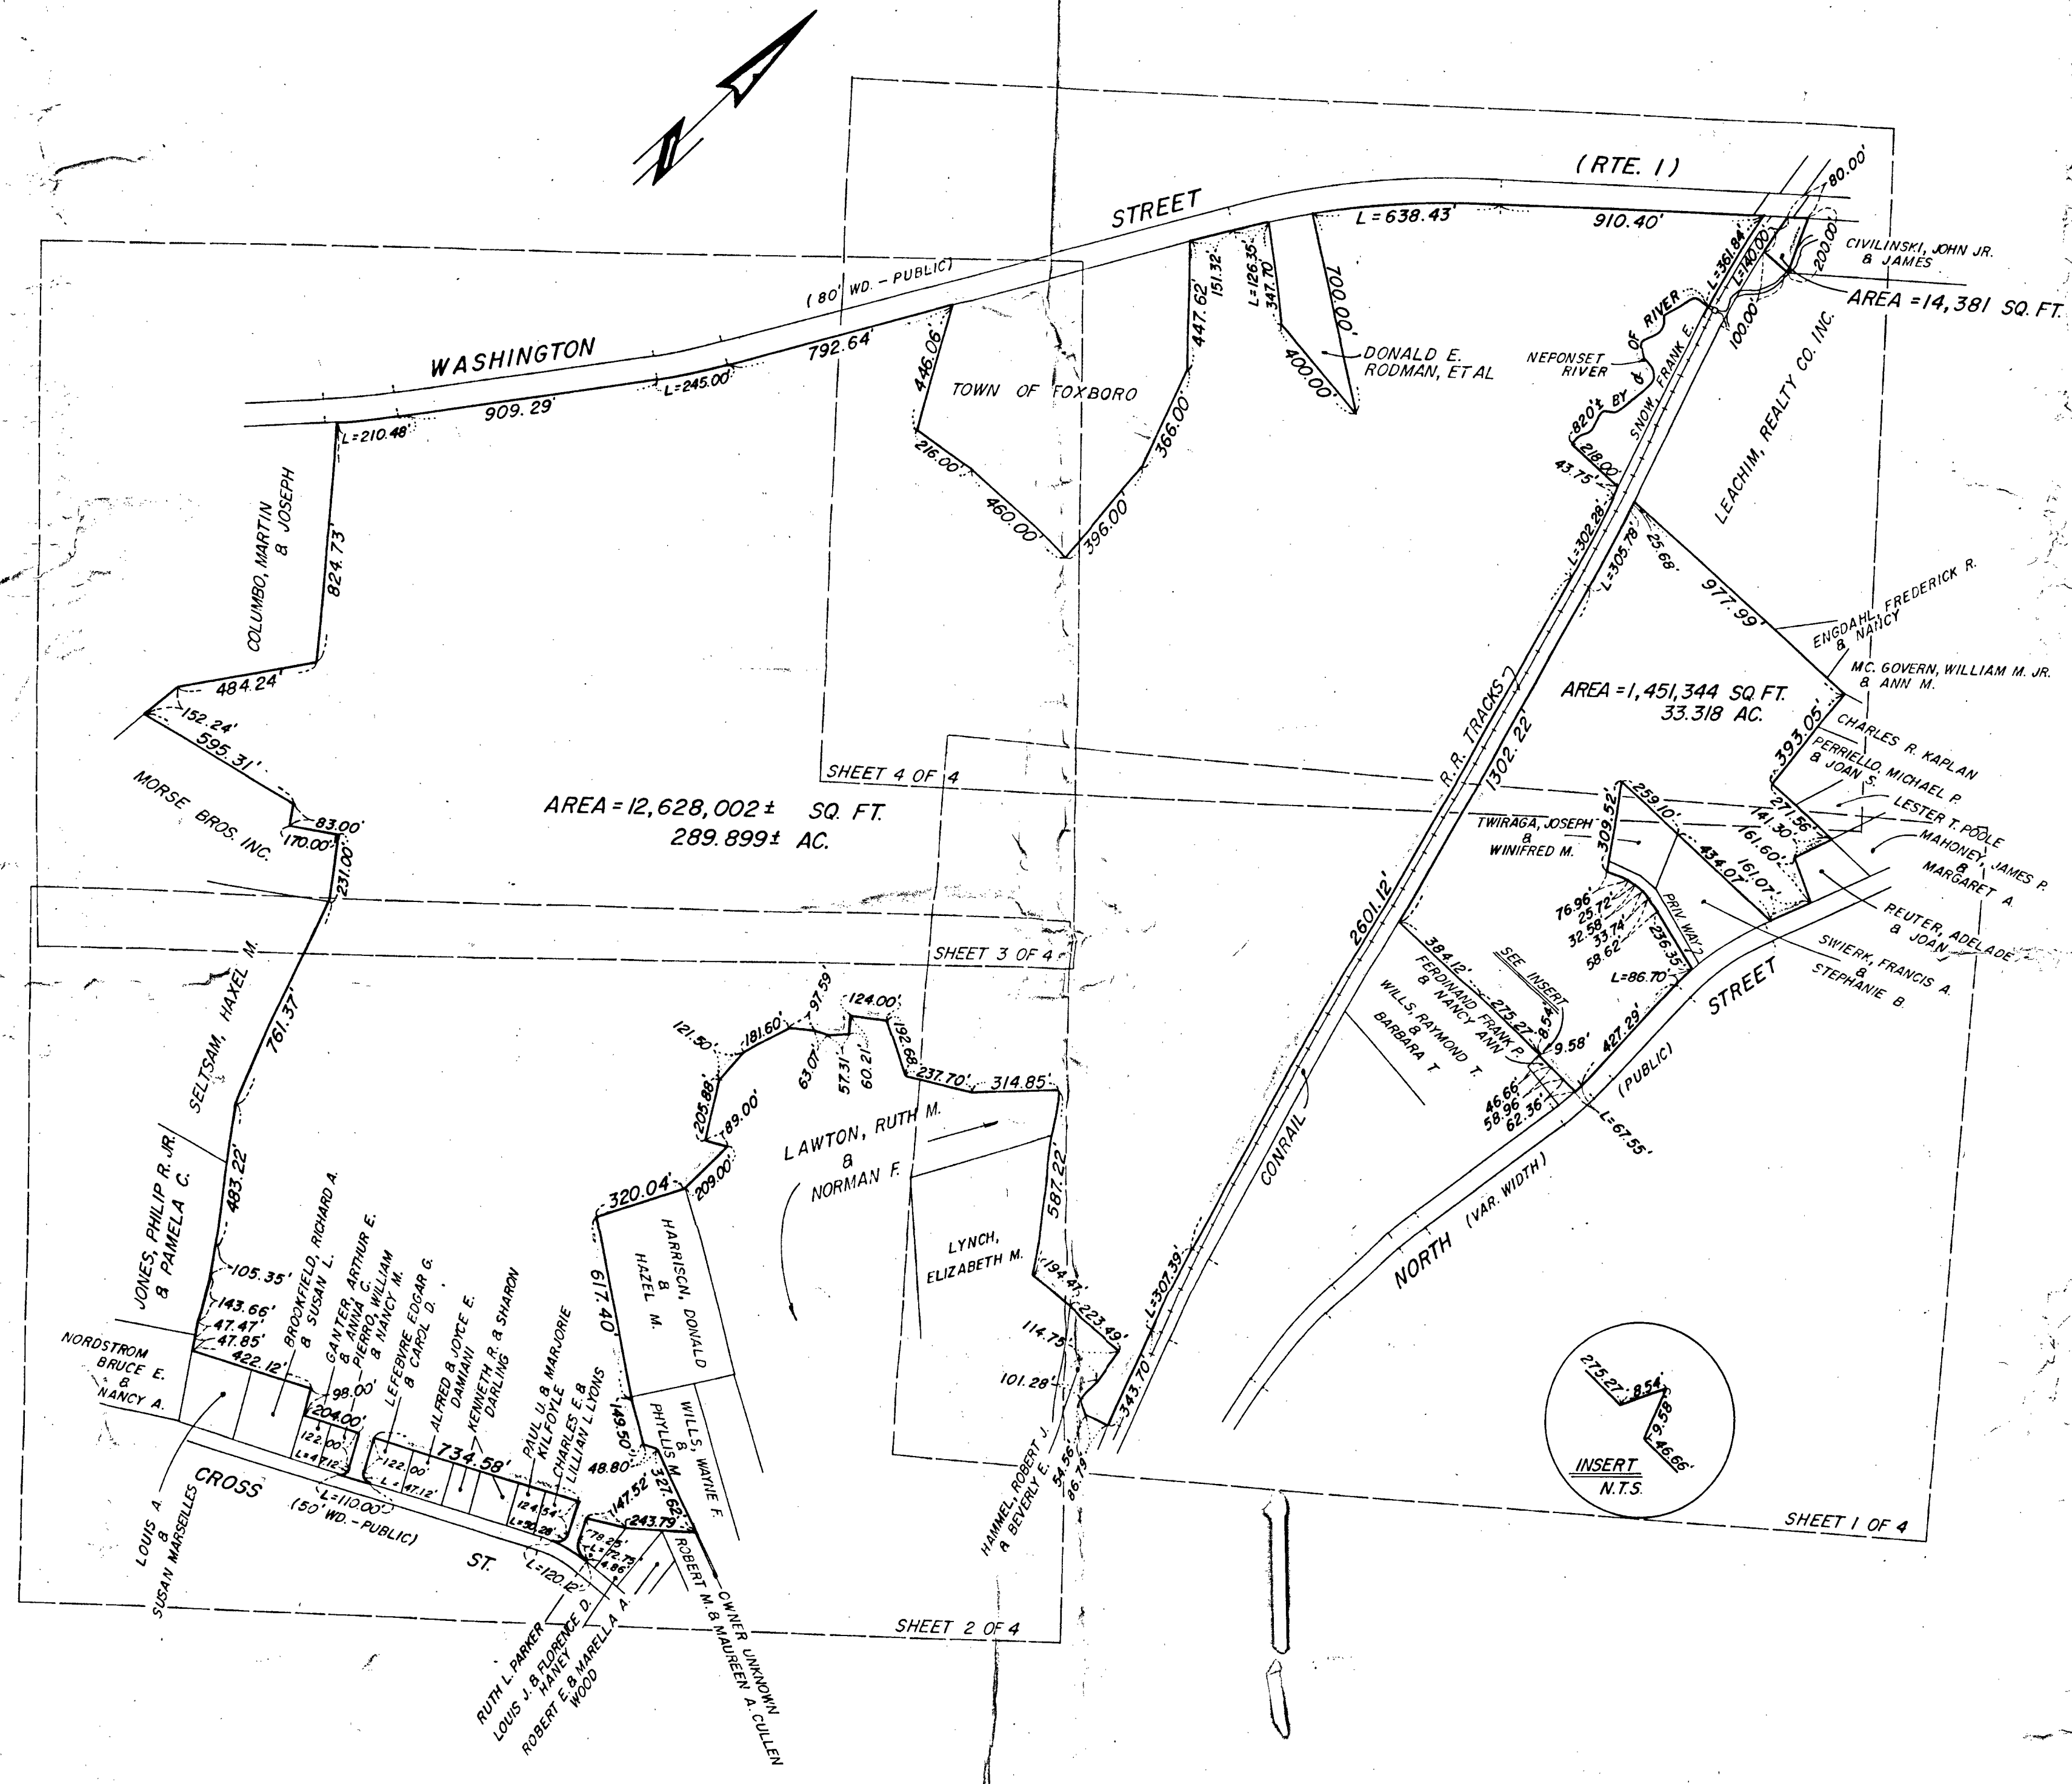 N
(RTE. 1)
80.00'
STREET
L=638.43'
910.40'
L=361.84'
L=140.00'
200.00'
CIVILINSKI, JOHN JR.
& JAMES
AREA = 14,381 SQ. FT.
(80' WD. - PUBLIC)
151.32'
L=126.35'
347.70'
700.00'
447.62'
100.00'
820'± BY & OF RIVER
NEPONSET
RIVER
SNOW, FRANK E.
LEACHIM, REALTY CO. INC.
WASHINGTON
792.64'
446.06'
TOWN OF FOXBORO
400.00'
DONALD E.
RODMAN, ET AL
L=210.48'
909.29'
L=245.00'
216.00'
366.00'
218.00'
43.75'
460.00'
396.00'
COLUMBO, MARTIN
& JOSEPH
824.73'
L=302.28'
L=305.78'
25.68'
977.99'
ENGDAHL, FREDERICK R.
& NANCY
MC. GOVERN, WILLIAM M. JR.
& ANN M.
484.24'
152.24'
595.31'
MORSE BROS. INC.
83.00'
170.00'
231.00'
AREA = 1,451,344 SQ. FT.
33.318 AC.
393.05'
CHARLES R. KAPLAN
PERRIELLO, MICHAEL P.
& JOAN S.
R.R. TRACKS
1302.22'
SHEET 4 OF 4
AREA = 12,628,002± SQ. FT.
289.899± AC.
271.56'
141.30'
161.60'
LESTER T. POOLE
MAHONEY, JAMES P.
&
MARGARET A.
TWIRAGA, JOSEPH
&
WINIFRED M.
309.52'
259.10'
434.07'
161.07'
REUTER, ADELADE
& JOAN
SWIERK, FRANCIS A.
&
STEPHANIE B.
PRIV. WAY
76.96'
25.72'
32.58'
33.74'
58.62'
236.35'
L=86.70'
STREET
2601.12'
384.12'
FERDINAND, FRANK P.
& NANCY ANN
WILLS, RAYMOND T.
&
BARBARA T.
SEE INSERT
275.27'
8.54'
9.58'
427.29'
(PUBLIC)
46.66'
58.96'
62.36'
L=67.55'
SHEET 3 OF 4
SELTSAM, HAXEL M.
761.37'
121.50'
181.60'
97.59'
124.00'
63.07'
57.31'
60.21'
192.68'
237.70'
314.85'
205.88'
89.00'
209.00'
LAWTON, RUTH M.
&
NORMAN F.
CONRAIL
NORTH
(VAR. WIDTH)
JONES, PHILIP R. JR.
& PAMELA C.
483.22'
320.04'
587.22'
LYNCH,
ELIZABETH M.
HARRISON, DONALD
&
HAZEL M.
617.40'
194.47'
223.49'
L=307.39'
114.75'
101.28'
343.70'
105.35'
143.66'
47.47'
47.85'
422.12'
NORDSTROM
BRUCE E.
&
NANCY A.
BROOKFIELD, RICHARD A.
& SUSAN L.
GANTER, ARTHUR E.
& ANNA C.
PIERRO, WILLIAM
& NANCY M.
LEFEBVRE EDGAR G.
& CAROL D.
ALFRED & JOYCE E.
DAMIANI
KENNETH R. & SHARON
DARLING
PAUL U. & MARJORIE
KILFOYLE
CHARLES E. &
LILLIAN L. LYONS
98.00'
204.00'
122.00'
L=47.12'
122.00'
L=47.12'
734.58'
124.54'
L=50.28'
149.50'
48.80'
WILLS, WAYNE F.
&
PHYLLIS M.
327.62'
147.52'
243.79'
78.25'
L=72.75'
4.86'
CROSS
L=110.00'
(50' WD. - PUBLIC)
ST.
L=120.12'
LOUIS A.
&
SUSAN MARSEILLES
HAMMEL, ROBERT J.
& BEVERLY E.
54.56'
86.79'
275.27'
8.54'
9.58'
46.66'
INSERT
N.T.S.
SHEET 1 OF 4
SHEET 2 OF 4
RUTH L. PARKER
LOUIS J. & FLORENCE D.
HANEY
ROBERT E. & MARELLA A.
WOOD
OWNER UNKNOWN
ROBERT M. & MAUREEN A. CULLEN